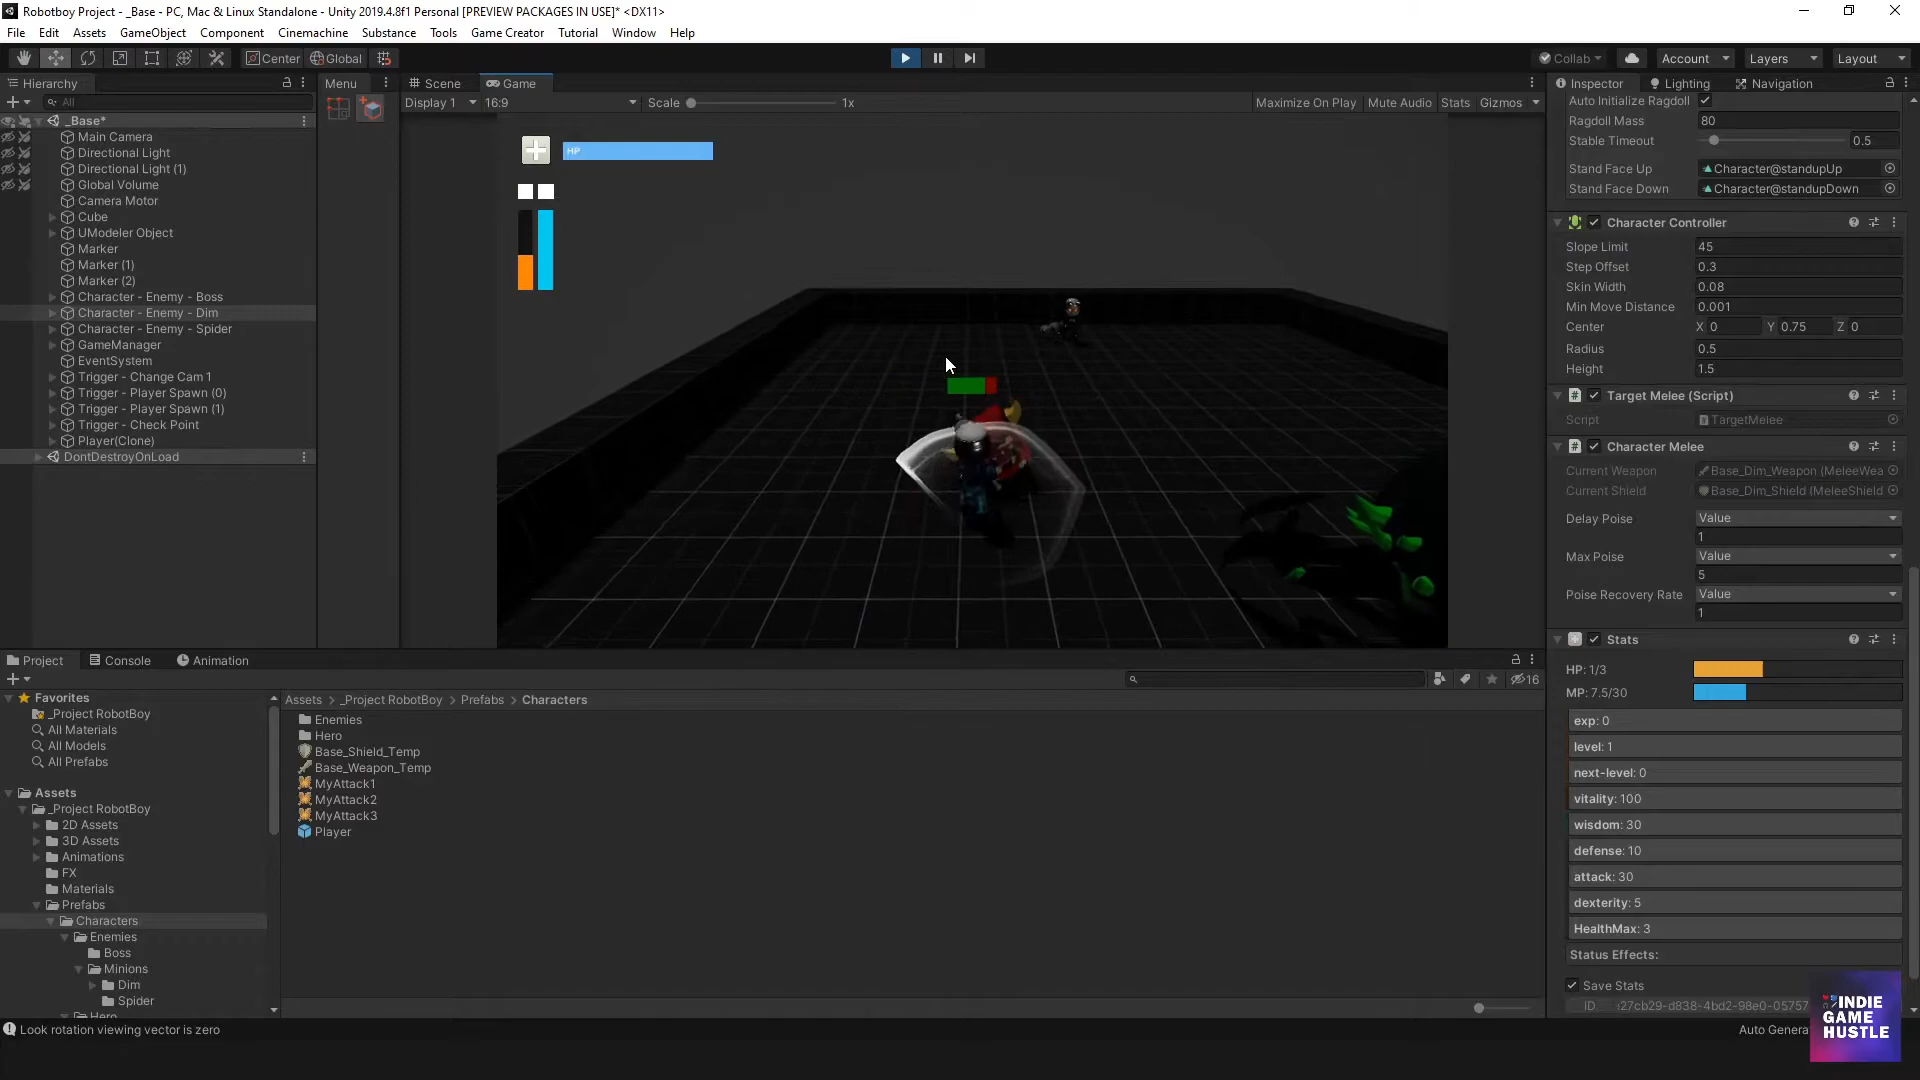 Robotboy Project - _Base - PC, Mac & Linux Standalone - Unity 2019.4.8f1 Personal [PREVIEW PACKAGES IN USE]* <DX11>
File Edit Assets GameObject Component Cinemachine Substance Tools Game Creator Tutorial Window Help
Center Global Collab Account Layers Layout
Hierarchy
Menu
Scene Game
Inspector Lighting Navigation
All
Display 1 16:9 Scale 1x Maximize On Play Mute Audio Stats Gizmos
_Base*
Main Camera
Directional Light
Directional Light (1)
Global Volume
Camera Motor
Cube
UModeler Object
Marker
Marker (1)
Marker (2)
Character - Enemy - Boss
Character - Enemy - Dim
Character - Enemy - Spider
GameManager
EventSystem
Trigger - Change Cam 1
Trigger - Player Spawn (0)
Trigger - Player Spawn (1)
Trigger - Check Point
Player(Clone)
DontDestroyOnLoad
HP
Auto Initialize Ragdoll
Ragdoll Mass 80
Stable Timeout 0.5
Stand Face Up Character@standupUp
Stand Face Down Character@standupDown
Character Controller
Slope Limit 45
Step Offset 0.3
Skin Width 0.08
Min Move Distance 0.001
Center X 0 Y 0.75 Z 0
Radius 0.5
Height 1.5
Target Melee (Script)
Script TargetMelee
Character Melee
Current Weapon Base_Dim_Weapon (MeleeWea
Current Shield Base_Dim_Shield (MeleeShield
Delay Poise Value
1
Max Poise Value
5
Poise Recovery Rate Value
1
Stats
HP: 1/3
MP: 7.5/30
exp: 0
level: 1
next-level: 0
vitality: 100
wisdom: 30
defense: 10
attack: 30
dexterity: 5
HealthMax: 3
Status Effects:
Save Stats
ID :27cb29-d838-4bd2-98e0-05757
Auto Genera
Project Console Animation
16
Favorites
_Project RobotBoy
All Materials
All Models
All Prefabs
Assets
_Project RobotBoy
2D Assets
3D Assets
Animations
FX
Materials
Prefabs
Characters
Enemies
Boss
Minions
Dim
Spider
Hero
Assets > _Project RobotBoy > Prefabs > Characters
Enemies
Hero
Base_Shield_Temp
Base_Weapon_Temp
MyAttack1
MyAttack2
MyAttack3
Player
Look rotation viewing vector is zero
INDIE
GAME
HUSTLE